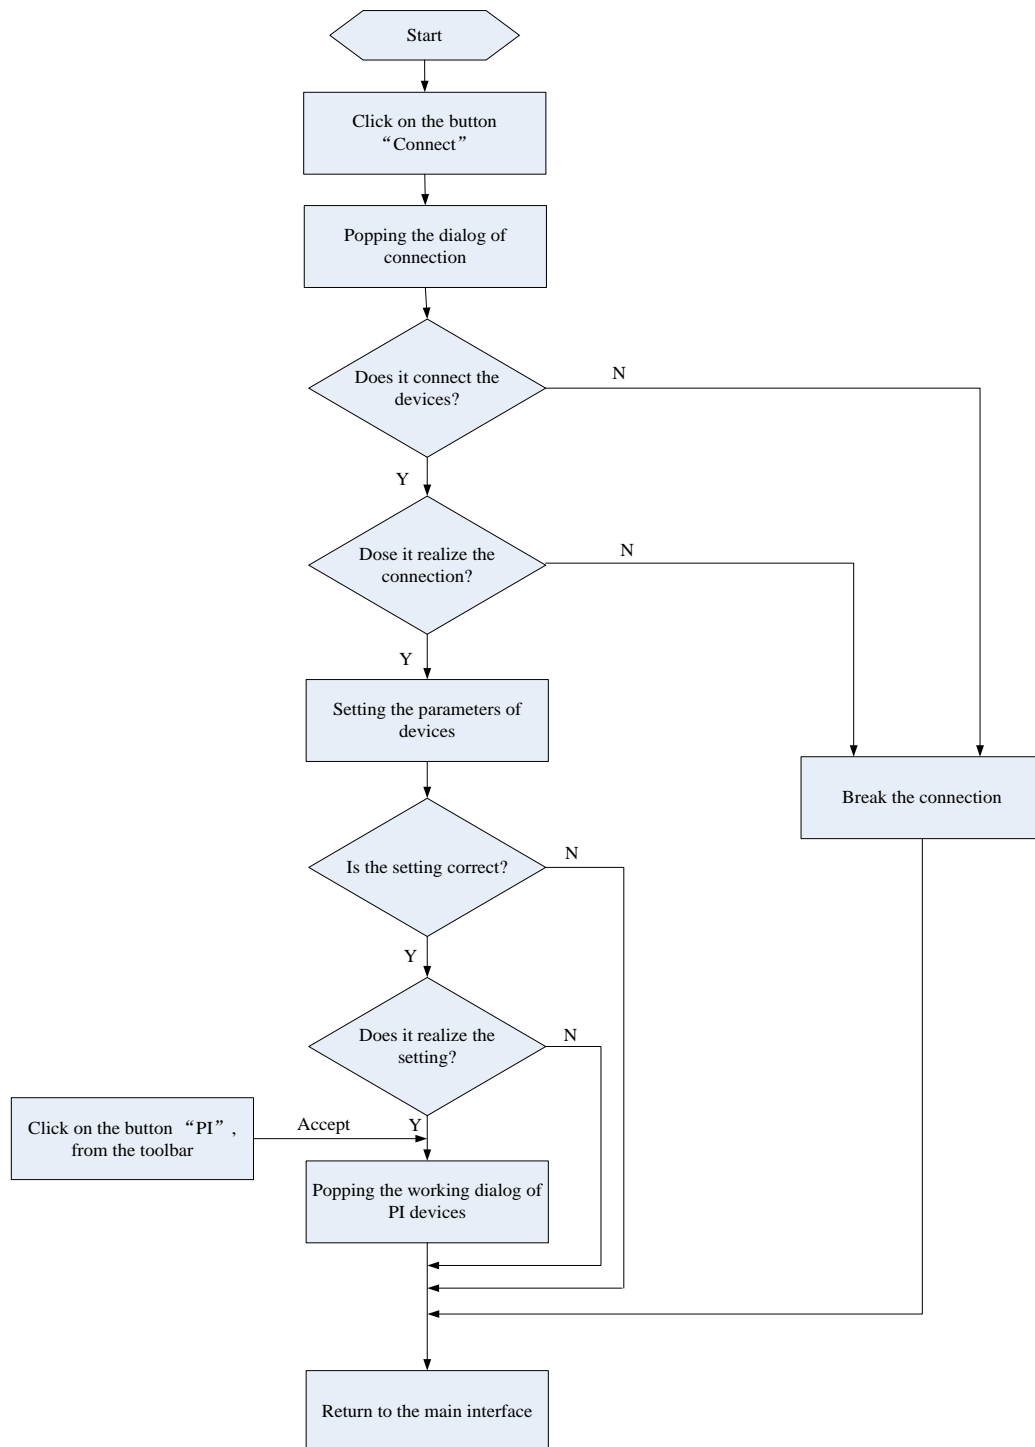 Start
Click on the button
“Connect”
Popping the dialog of
connection
Does it connect the
devices?
N
Y
Dose it realize the
connection?
N
Y
Setting the parameters of
devices
Break the connection
Is the setting correct?
N
Y
Does it realize the
setting?
N
Y
Click on the button “PI”,
from the toolbar
Accept
Popping the working dialog of
PI devices
Return to the main interface